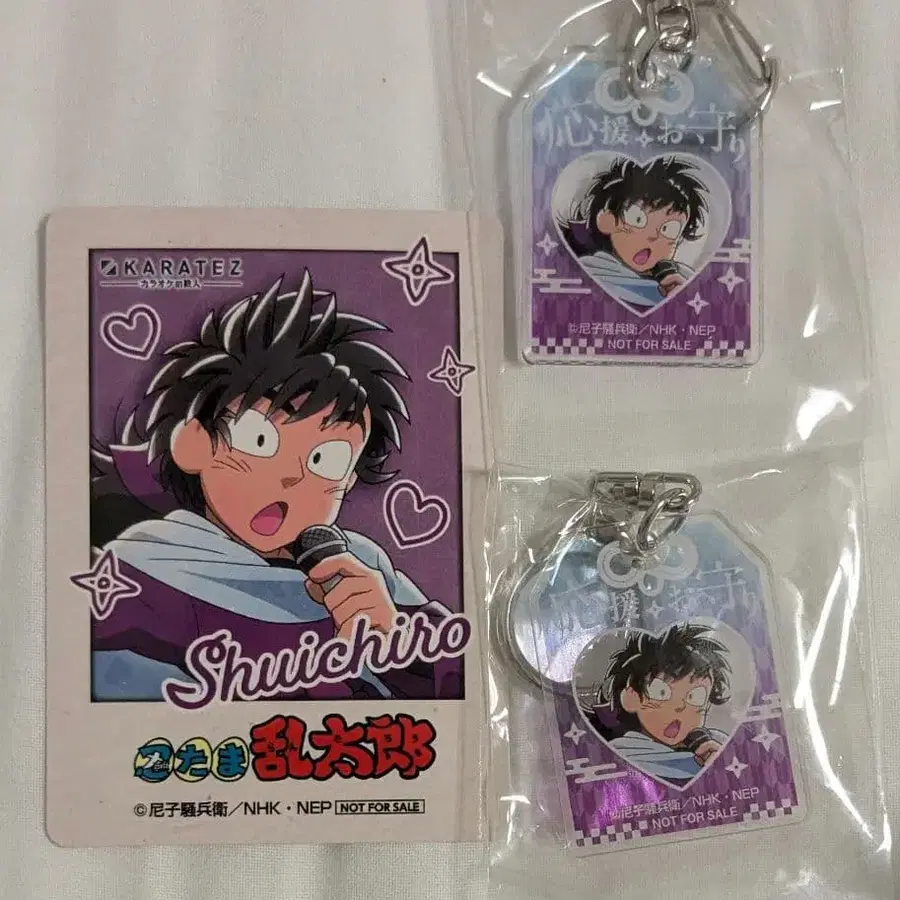 KARATEZ
カラオケの鉄人
Shuichiro
忍たま乱太郎
©尼子騒兵衛/NHK・NEP NOT FOR SALE
応援お守り
©尼子騒兵衛/NHK・NEP
NOT FOR SALE
応援お守り
©尼子騒兵衛/NHK・NEP
NOT FOR SALE